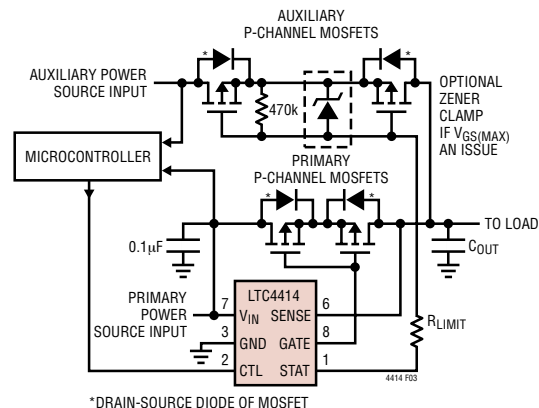 AUXILIARY
P-CHANNEL MOSFETS
*
*
AUXILIARY POWER
SOURCE INPUT
470k
OPTIONAL
ZENER
CLAMP
IF VGS(MAX)
AN ISSUE
MICROCONTROLLER
PRIMARY
P-CHANNEL MOSFETS
*
*
TO LOAD
0.1µF
COUT
LTC4414
PRIMARY
POWER
SOURCE INPUT
7
VIN
SENSE
6
3
GND
GATE
8
2
CTL
STAT
1
RLIMIT
4414 F03
*DRAIN-SOURCE DIODE OF MOSFET